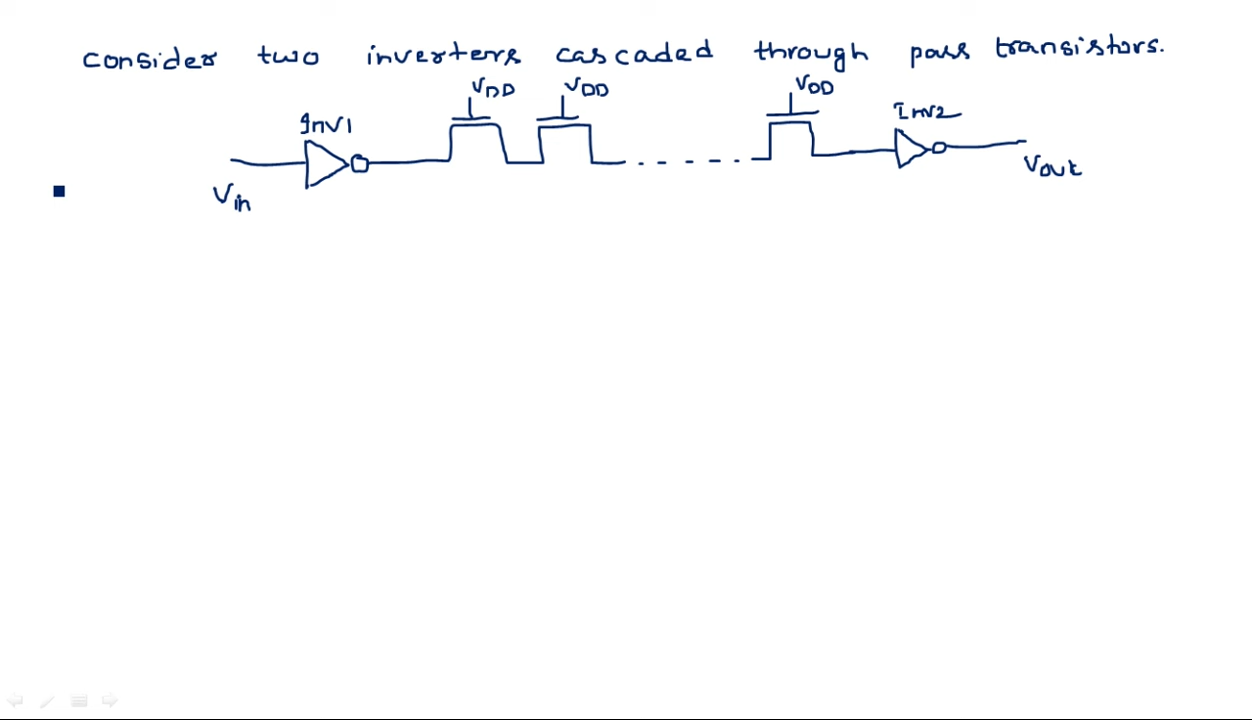 consider two inverters cascaded through pass transistors.
VDD VDD VDD
Inv1 Inv2
Vin Vout